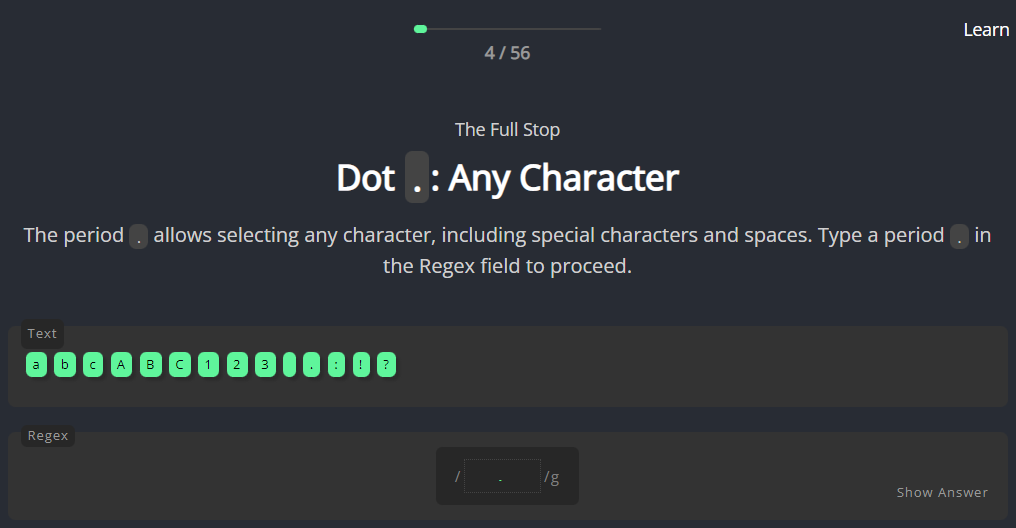 Learn
4 / 56
The Full Stop
Dot .: Any Character
The period . allows selecting any character, including special characters and spaces. Type a period . in
the Regex field to proceed.
Text
a b c A B C 1 2 3 . : ! ?
Regex
/ . /g
Show Answer